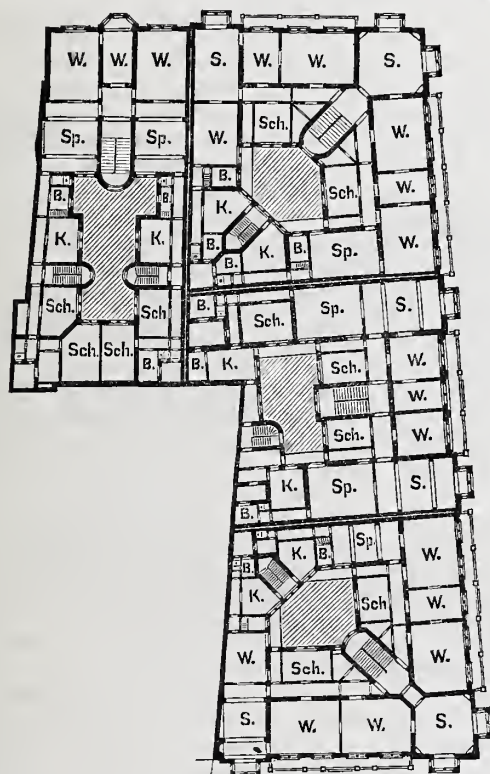 W. W. W. S. W. W. S.
Sch. W.
Sp. Sp. W.
B. B. B. Sch. W.
K. K. K.
B. K. B. Sp. W.
B.
Sch. Sch B. Sch. Sp. S.
Sch. Sch. B. B. K. Sch. W.
W.
Sch. W.
K. Sp. S.
B.
K. B. Sp. W.
B.
K. Sch W.
W. Sch. W.
S. W. W. S.